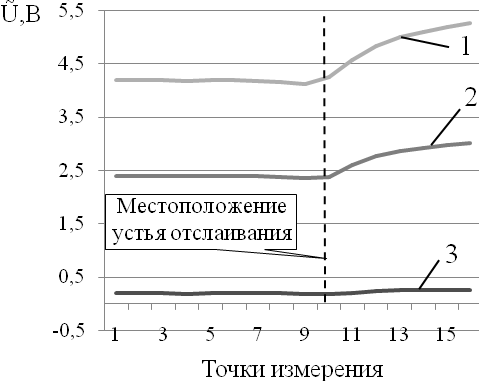 Ũ,В
5,5
4,5
3,5
2,5
1,5
0,5
-0,5
1
2
3
Местоположение
устья отслаивания
1 3 5 7 9 11 13 15
Точки измерения